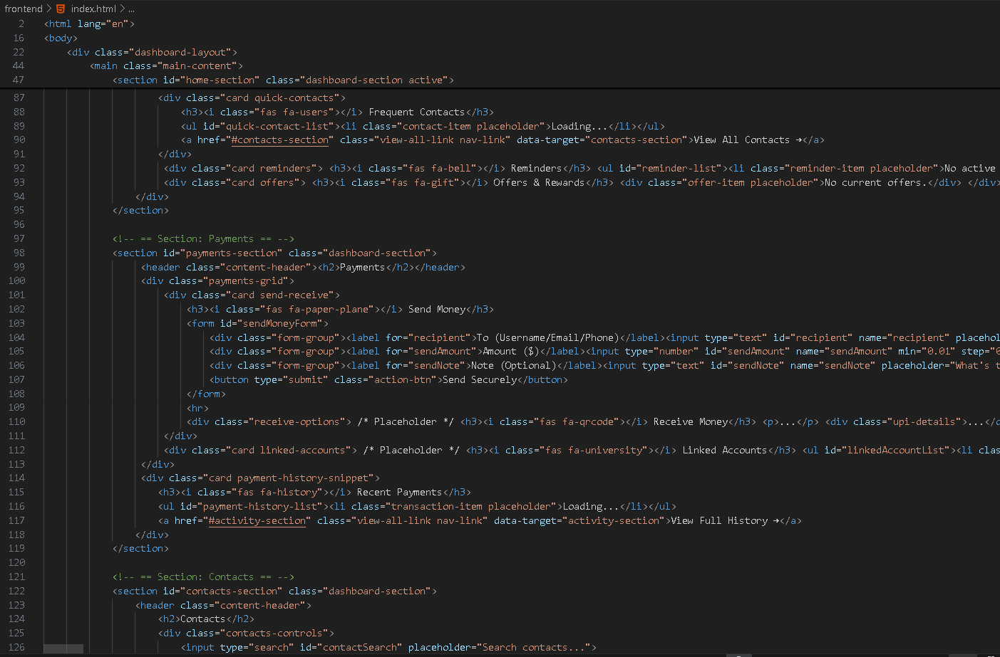 frontend > index.html > ...
2 <html lang="en">
16 <body>
22 <div class="dashboard-layout">
44 <main class="main-content">
47 <section id="home-section" class="dashboard-section active">
87 <div class="card quick-contacts">
88 <h3><i class="fas fa-users"></i> Frequent Contacts</h3>
89 <ul id="quick-contact-list"><li class="contact-item placeholder">Loading...</li></ul>
90 <a href="#contacts-section" class="view-all-link nav-link" data-target="contacts-section">View All Contacts →</a>
91 </div>
92 <div class="card reminders"> <h3><i class="fas fa-bell"></i> Reminders</h3> <ul id="reminder-list"><li class="reminder-item placeholder">No active
93 <div class="card offers"> <h3><i class="fas fa-gift"></i> Offers & Rewards</h3> <div class="offer-item placeholder">No current offers.</div> </div>
94 </div>
95 </section>
96
97 <!-- == Section: Payments == -->
98 <section id="payments-section" class="dashboard-section">
99 <header class="content-header"><h2>Payments</h2></header>
100 <div class="payments-grid">
101 <div class="card send-receive">
102 <h3><i class="fas fa-paper-plane"></i> Send Money</h3>
103 <form id="sendMoneyForm">
104 <div class="form-group"><label for="recipient">To (Username/Email/Phone)</label><input type="text" id="recipient" name="recipient" placehol
105 <div class="form-group"><label for="sendAmount">Amount ($)</label><input type="number" id="sendAmount" name="sendAmount" min="0.01" step="0
106 <div class="form-group"><label for="sendNote">Note (Optional)</label><input type="text" id="sendNote" name="sendNote" placeholder="What's t
107 <button type="submit" class="action-btn">Send Securely</button>
108 </form>
109 <hr>
110 <div class="receive-options"> /* Placeholder */ <h3><i class="fas fa-qrcode"></i> Receive Money</h3> <p>...</p> <div class="upi-details">...</d
111 </div>
112 <div class="card linked-accounts"> /* Placeholder */ <h3><i class="fas fa-university"></i> Linked Accounts</h3> <ul id="linkedAccountList"><li clas
113 </div>
114 <div class="card payment-history-snippet">
115 <h3><i class="fas fa-history"></i> Recent Payments</h3>
116 <ul id="payment-history-list"><li class="transaction-item placeholder">Loading...</li></ul>
117 <a href="#activity-section" class="view-all-link nav-link" data-target="activity-section">View Full History →</a>
118 </div>
119 </section>
120
121 <!-- == Section: Contacts == -->
122 <section id="contacts-section" class="dashboard-section">
123 <header class="content-header">
124 <h2>Contacts</h2>
125 <div class="contacts-controls">
126 <input type="search" id="contactSearch" placeholder="Search contacts...">